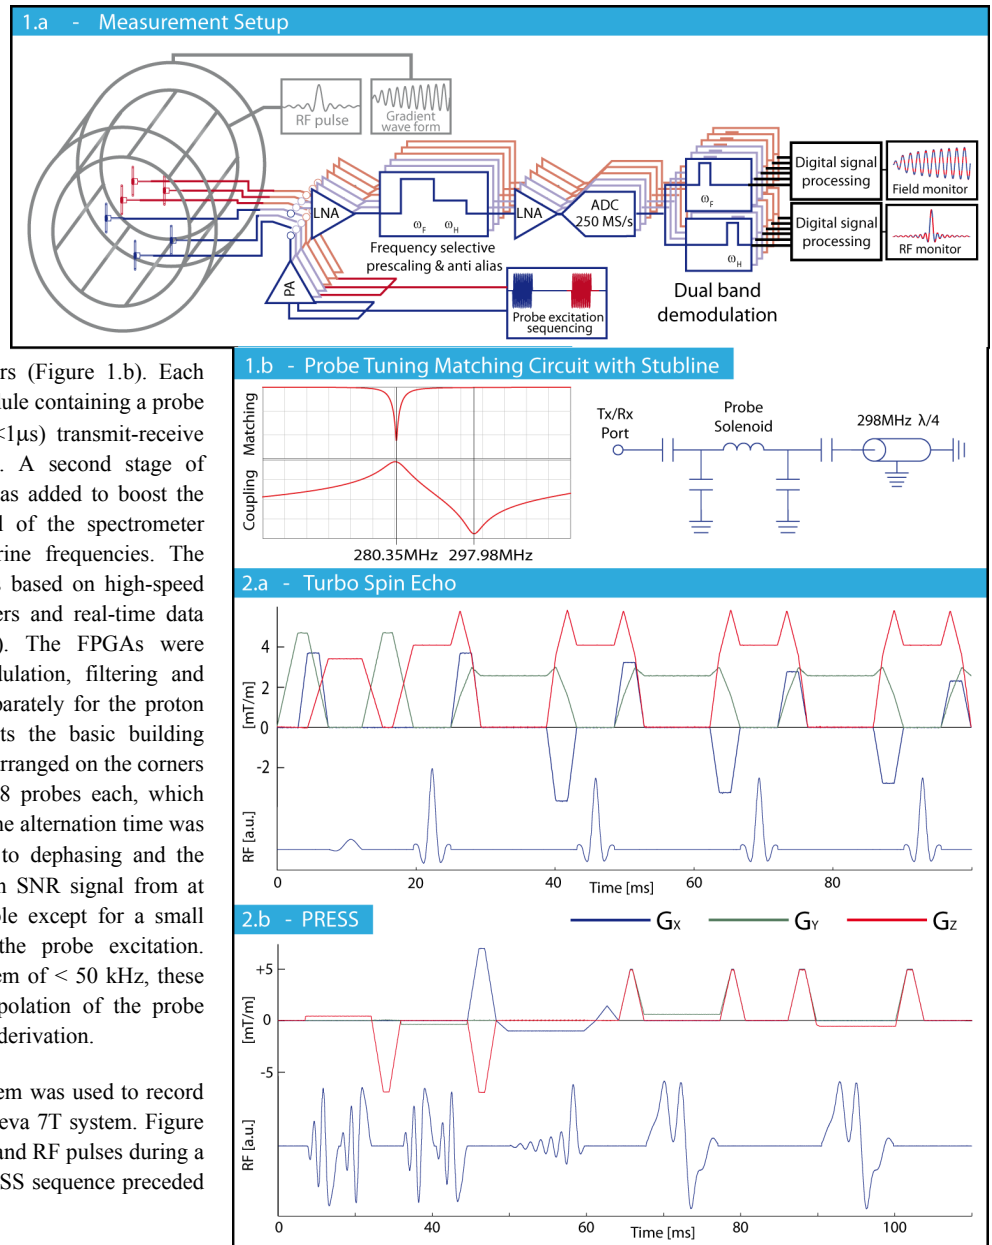 1.a - Measurement Setup
RF pulse
Gradient
wave form
LNA
ωF ωH
Frequency selective
prescaling & anti alias
LNA
ADC
250 MS/s
ωF
ωH
Dual band
demodulation
Digital signal
processing
Field monitor
Digital signal
processing
RF monitor
PA
Probe excitation
sequencing
rs (Figure 1.b). Each
lule containing a probe
<1μs) transmit-receive
. A second stage of
as added to boost the
l of the spectrometer
rine frequencies. The
s based on high-speed
ers and real-time data
). The FPGAs were
dulation, filtering and
parately for the proton
ts the basic building
arranged on the corners
8 probes each, which
he alternation time was
to dephasing and the
n SNR signal from at
ole except for a small
the probe excitation.
em of < 50 kHz, these
polation of the probe
derivation.
em was used to record
eva 7T system. Figure
and RF pulses during a
SS sequence preceded
1.b - Probe Tuning Matching Circuit with Stubline
Matching
Coupling
280.35MHz 297.98MHz
Tx/Rx
Port
Probe
Solenoid
298MHz λ/4
2.a - Turbo Spin Echo
[mT/m]
4
2
0
-2
RF [a.u.]
0 20 40 60 80
Time [ms]
2.b - PRESS
GX GY GZ
[mT/m]
+5
0
-5
RF [a.u.]
0 20 40 60 80 100
Time [ms]